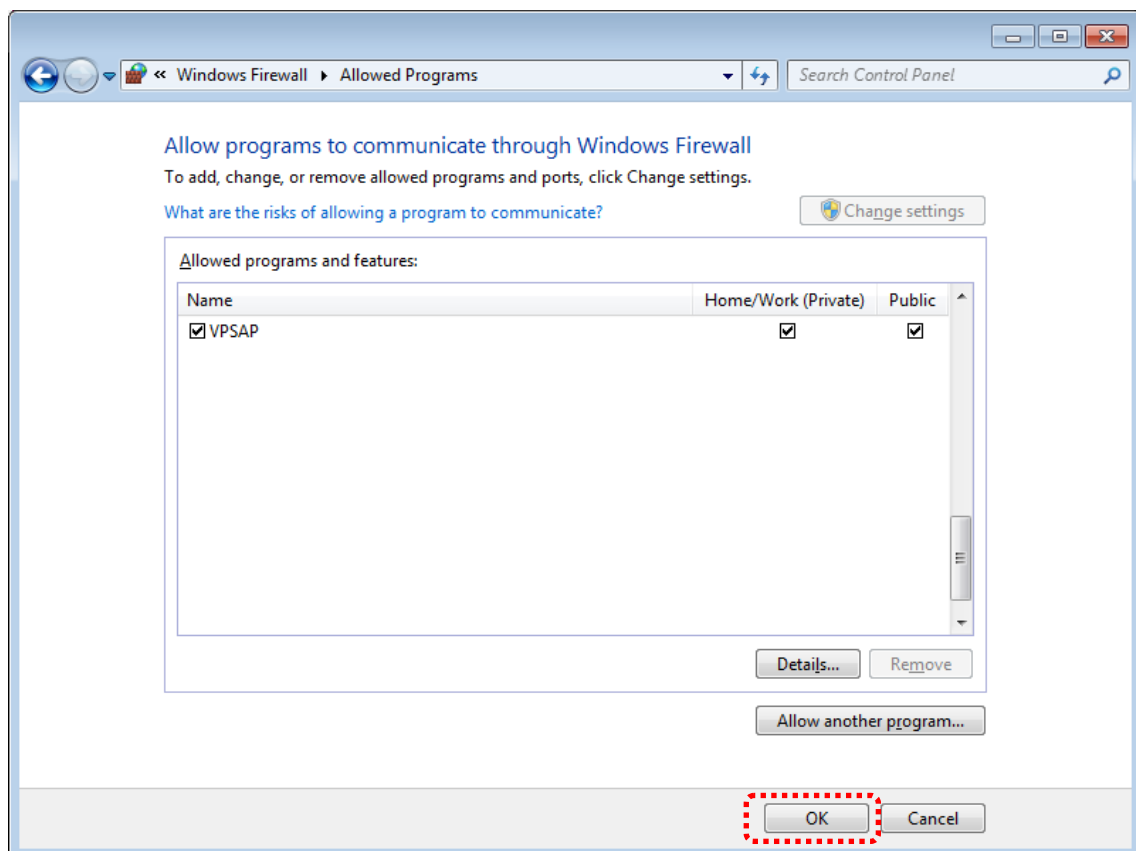 « Windows Firewall ▸ Allowed Programs Search Control Panel
Allow programs to communicate through Windows Firewall
To add, change, or remove allowed programs and ports, click Change settings.
What are the risks of allowing a program to communicate? Change settings
Allowed programs and features:
Name Home/Work (Private) Public
VPSAP
Details... Remove
Allow another program...
OK Cancel